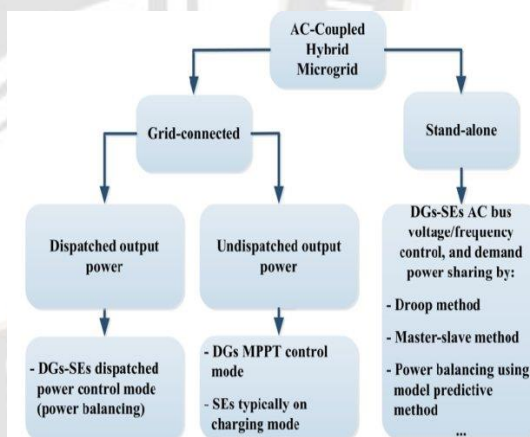 AC-Coupled
Hybrid
Microgrid
Grid-connected
Stand-alone
Dispatched output
power
Undispatched output
power
DGs-SEs AC bus
voltage/frequency
control, and demand
power sharing by:
- Droop method
- Master-slave method
- Power balancing using
model predictive
method
...
- DGs-SEs dispatched
power control mode
(power balancing)
- DGs MPPT control
mode
- SEs typically on
charging mode